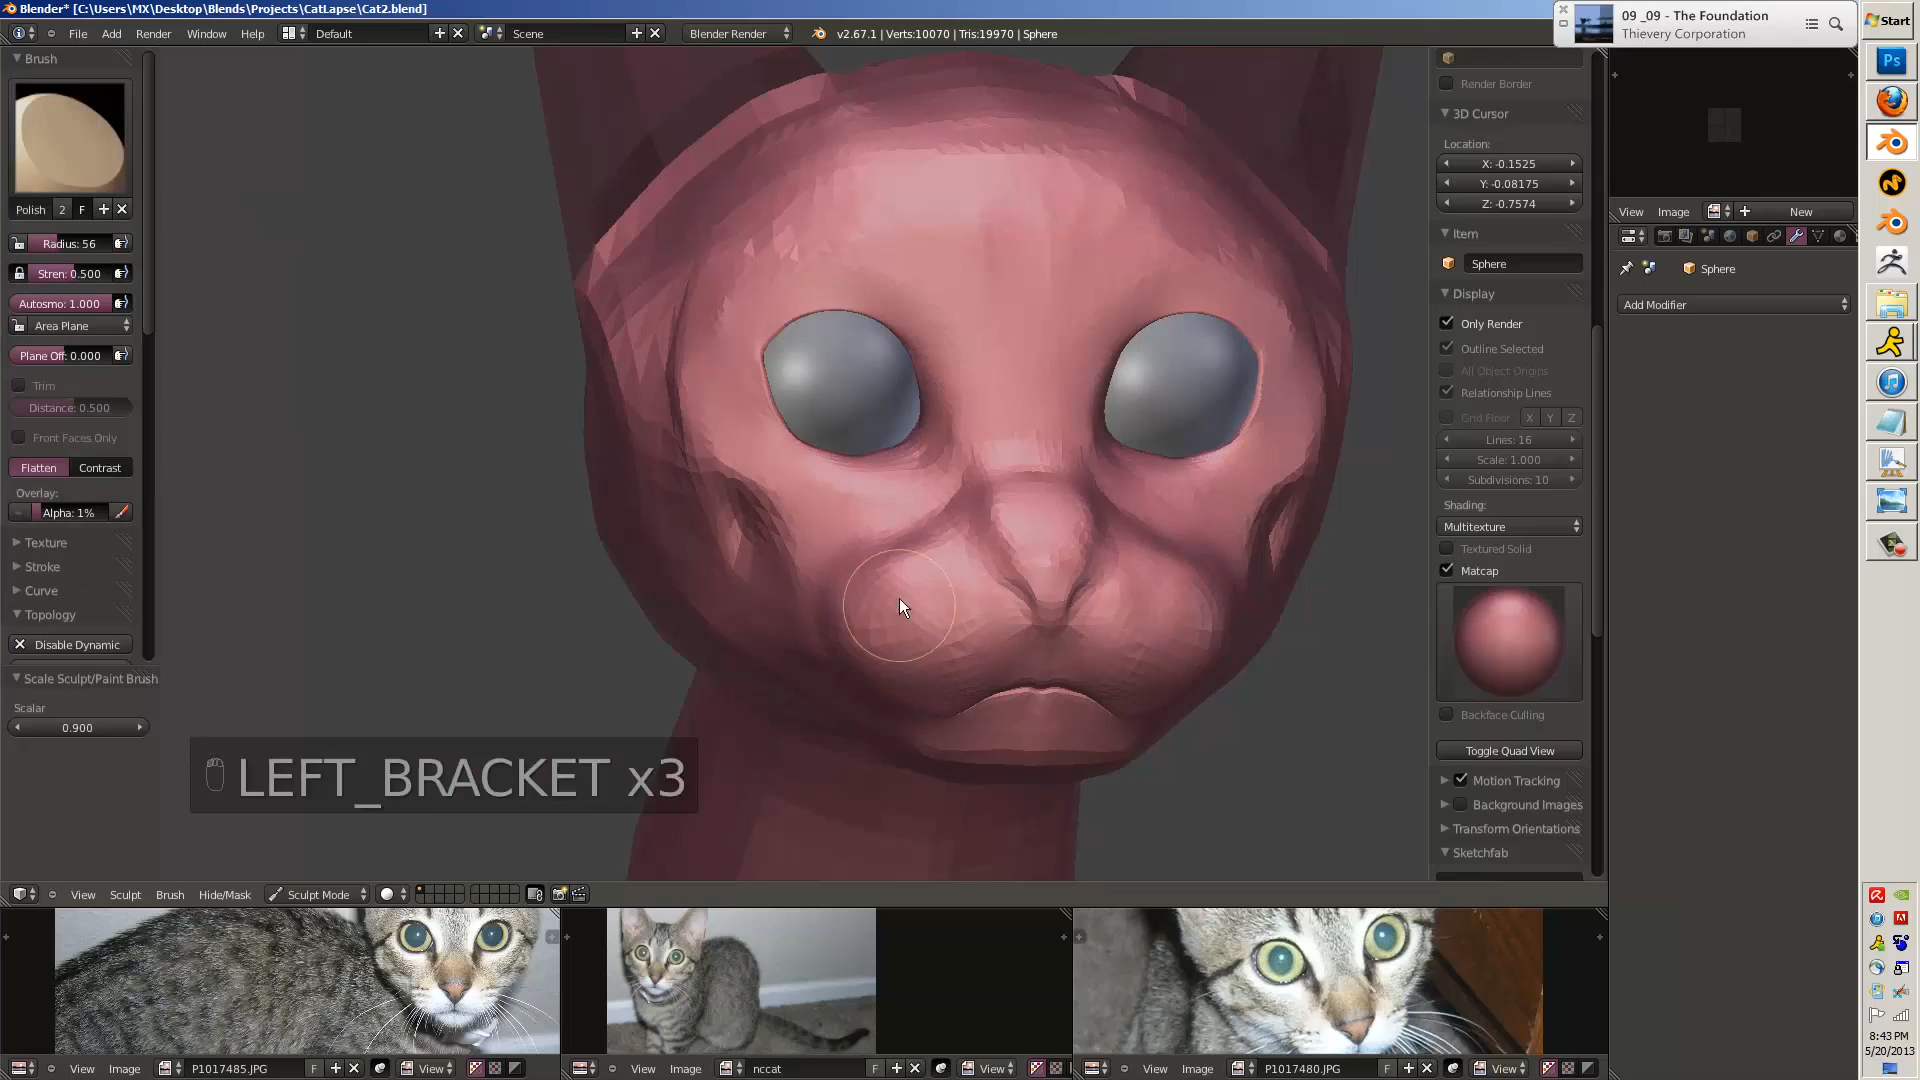 Blender* [C:\Users\MX\Desktop\Blends\Projects\CatLapse\Cat2.blend]
File Add Render Window Help Default Scene Blender Render v2.67.1 | Verts:10070 | Tris:19970 | Sphere
09 _09 - The Foundation
Thievery Corporation
Start
Brush
Polish 2 F
Radius: 56
Stren: 0.500
Autosmo: 1.000
Area Plane
Plane Off: 0.000
Trim
Distance: 0.500
Front Faces Only
Flatten Contrast
Overlay:
Alpha: 1%
Texture
Stroke
Curve
Topology
Disable Dynamic
Scale Sculpt/Paint Brush
Scalar
0.900
LEFT_BRACKET x3
Render Border
3D Cursor
Location:
X: -0.1525
Y: -0.08175
Z: -0.7574
Item
Sphere
Display
Only Render
Outline Selected
All Object Origins
Relationship Lines
Grid Floor X Y Z
Lines: 16
Scale: 1.000
Subdivisions: 10
Shading:
Multitexture
Textured Solid
Matcap
Backface Culling
Toggle Quad View
Motion Tracking
Background Images
Transform Orientations
Sketchfab
View Image New
Sphere
Add Modifier
Ps
View Sculpt Brush Hide/Mask Sculpt Mode
View Image P1017485.JPG F View
View Image nccat F View
View Image P1017480.JPG F View
8:43 PM
5/20/2013